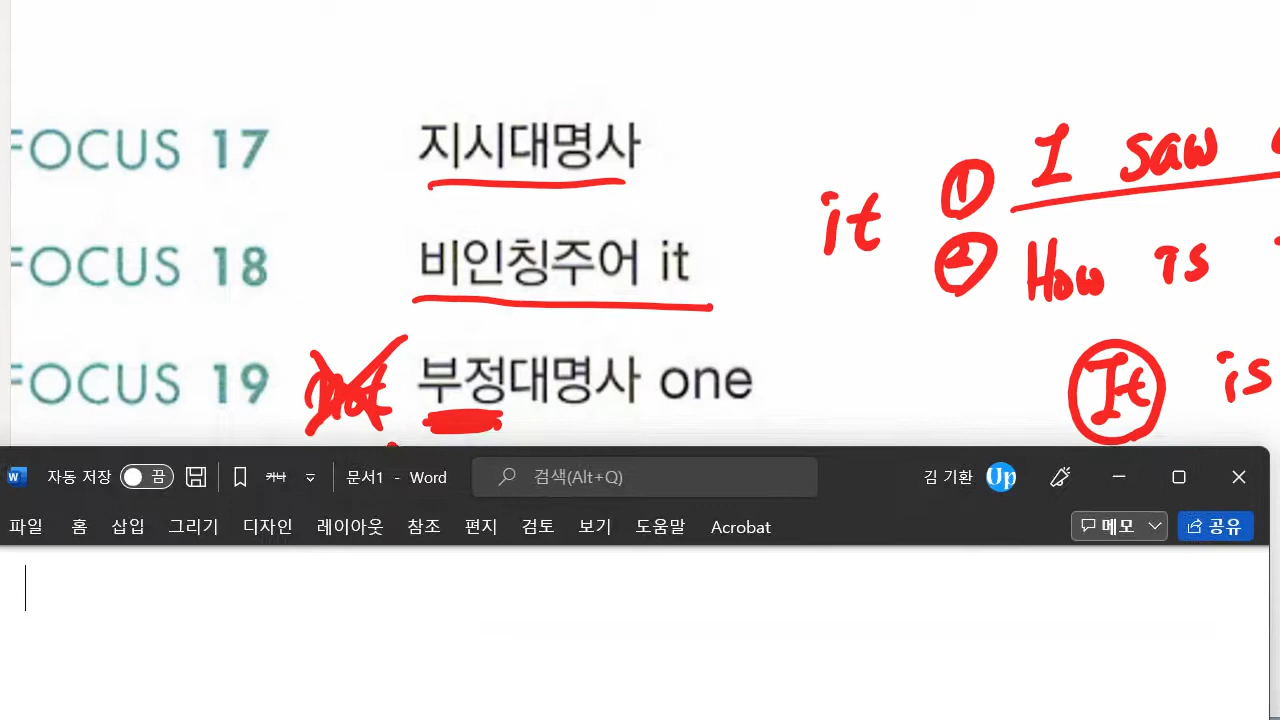 FOCUS 17 지시대명사
FOCUS 18 비인칭주어 it
FOCUS 19 not 부정대명사 one
it ① I saw
② How is
It is
자동 저장 끔 문서1 - Word 검색(Alt+Q) 김 기환 Up
파일 홈 삽입 그리기 디자인 레이아웃 참조 편지 검토 보기 도움말 Acrobat 메모 공유